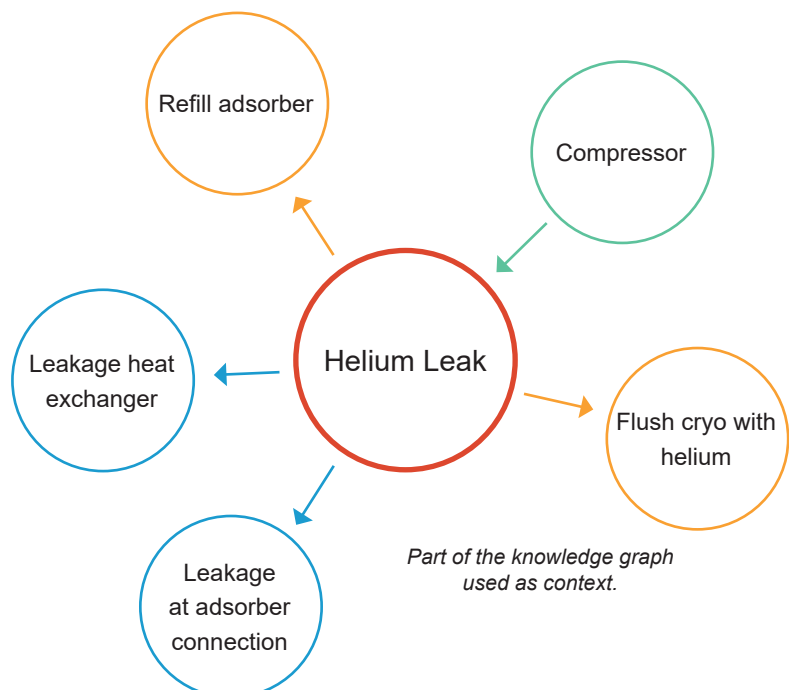 Refill adsorber
Compressor
Helium Leak
Leakage heat
exchanger
Flush cryo with
helium
Leakage
at adsorber
connection
Part of the knowledge graph
used as context.